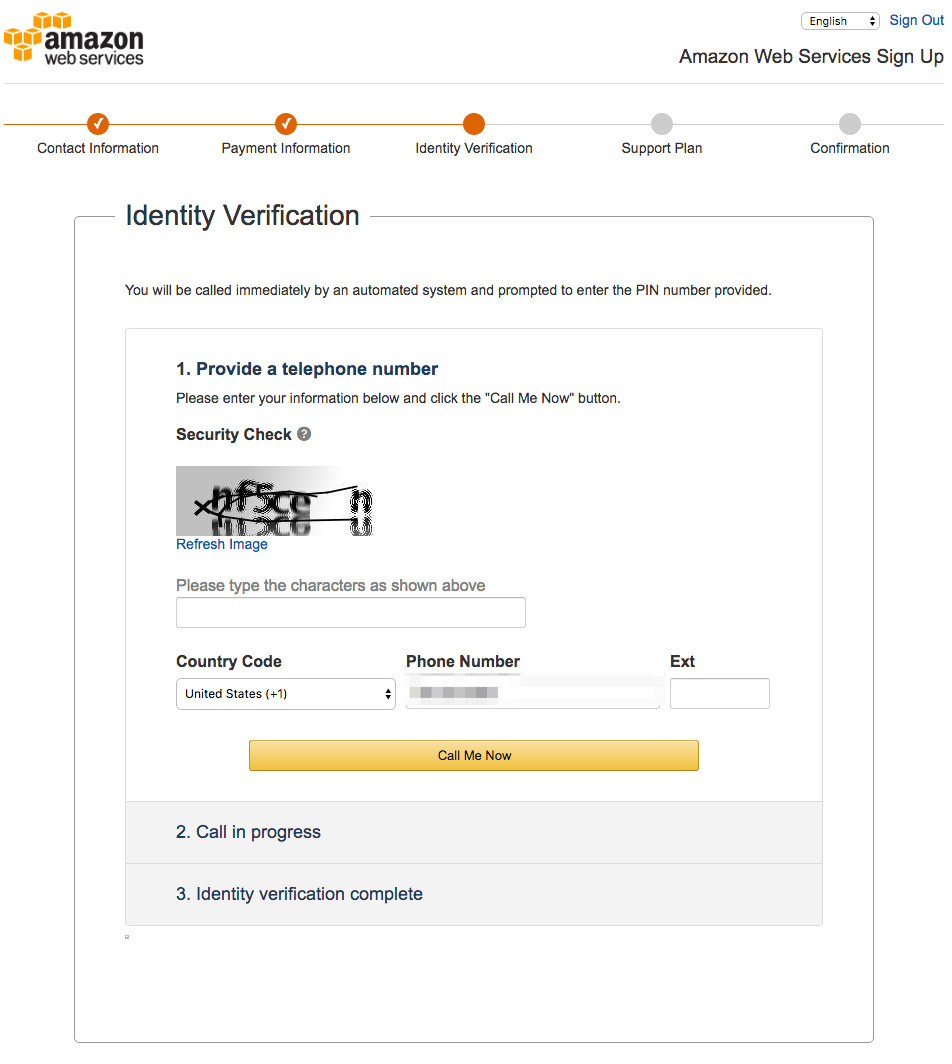 amazon
web services
English
Sign Out
Amazon Web Services Sign Up
Contact Information
Payment Information
Identity Verification
Support Plan
Confirmation
Identity Verification
You will be called immediately by an automated system and prompted to enter the PIN number provided.
1. Provide a telephone number
Please enter your information below and click the "Call Me Now" button.
Security Check ?
Refresh Image
Please type the characters as shown above
Country Code
Phone Number
Ext
United States (+1)
Call Me Now
2. Call in progress
3. Identity verification complete